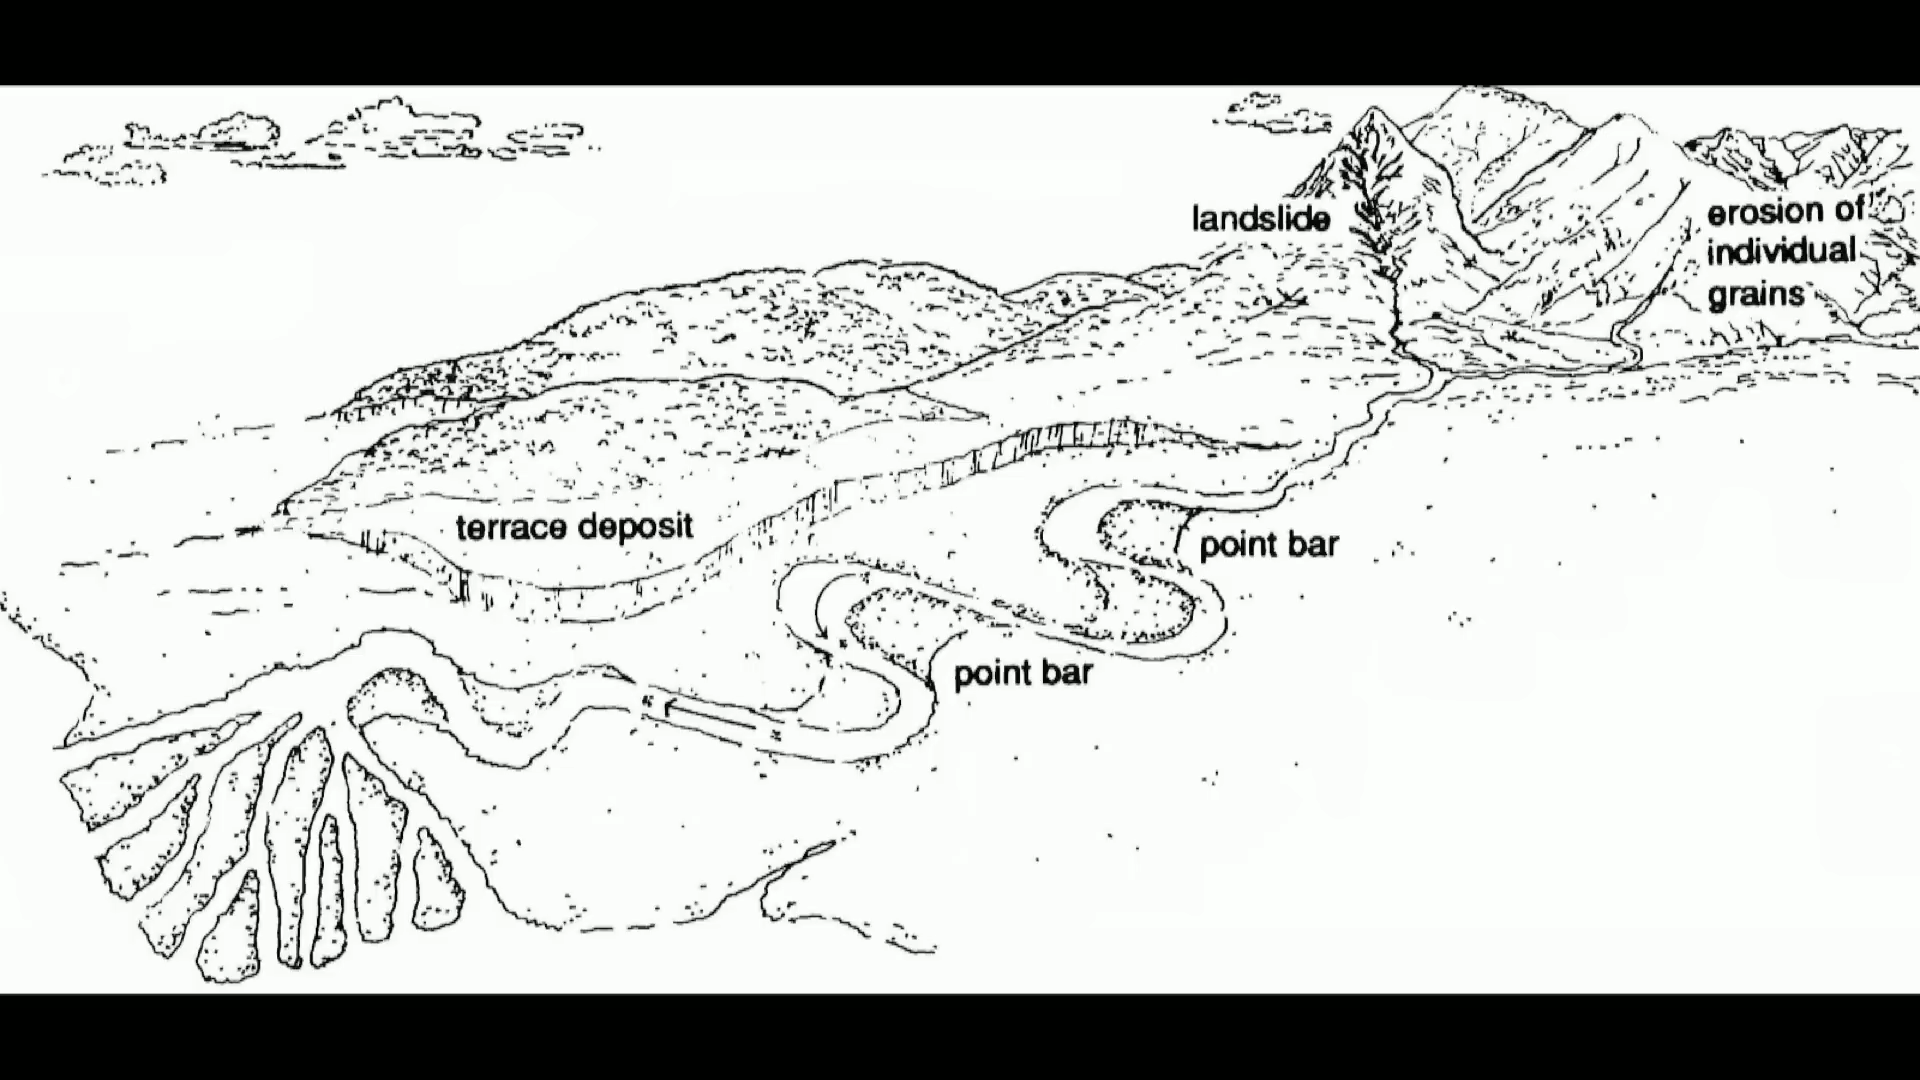 landslide
erosion of
individual
grains
terrace deposit
point bar
point bar